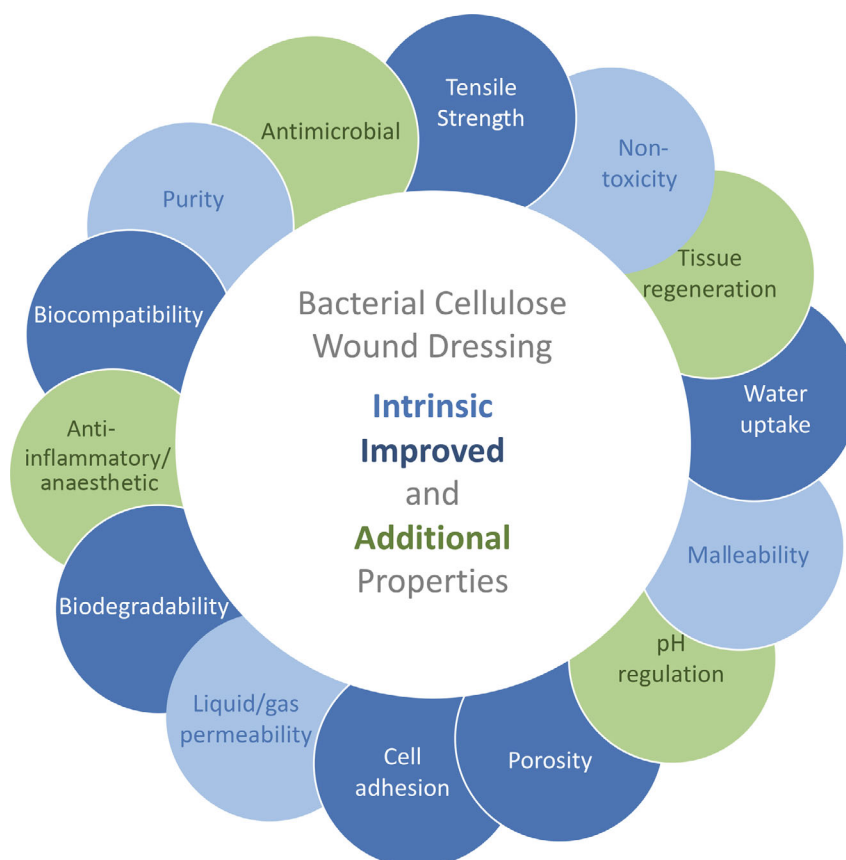 Tensile
Strength
Non-
toxicity
Tissue
regeneration
Water
uptake
Malleability
pH
regulation
Porosity
Cell
adhesion
Liquid/gas
permeability
Biodegradability
Anti-
inflammatory/
anaesthetic
Biocompatibility
Purity
Antimicrobial
Bacterial Cellulose
Wound Dressing
Intrinsic
Improved
and
Additional
Properties